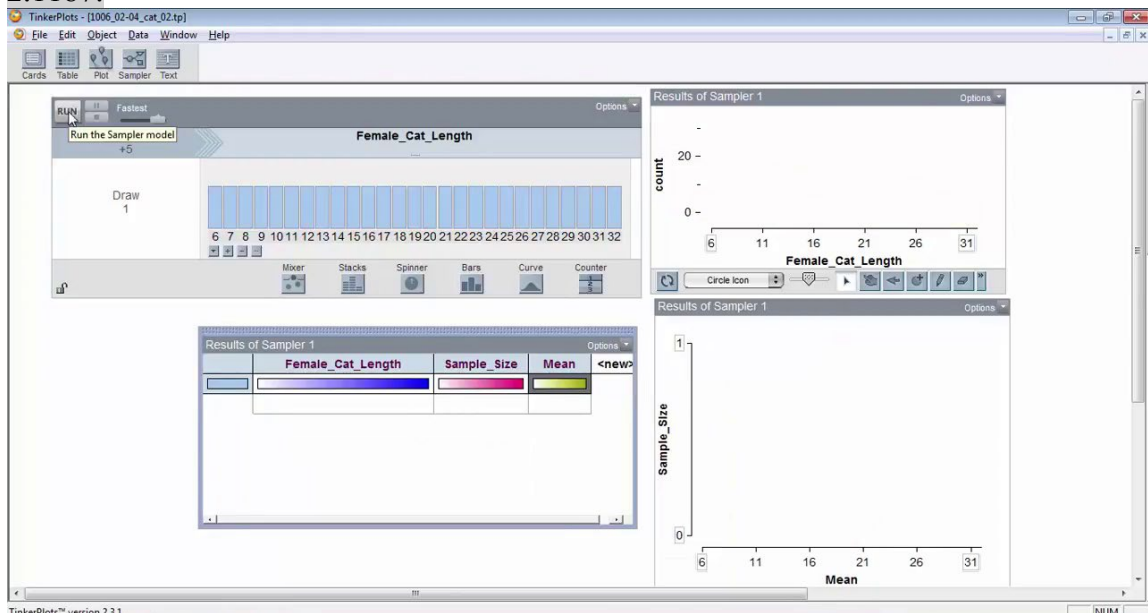 TinkerPlots - [1006_02-04_cat_02.tp]
File Edit Object Data Window Help
Cards Table Plot Sampler Text
RUN
Fastest
Options
Run the Sampler model
+5
Female_Cat_Length
Draw
1
6 7 8 9 10 11 12 13 14 15 16 17 18 19 20 21 22 23 24 25 26 27 28 29 30 31 32
Mixer Stacks Spinner Bars Curve Counter
Results of Sampler 1 Options
count
20
0
6 11 16 21 26 31
Female_Cat_Length
Circle Icon
Results of Sampler 1 Options
Female_Cat_Length Sample_Size Mean <new>
Results of Sampler 1 Options
1
Sample_Size
0
6 11 16 21 26 31
Mean
TinkerPlots™ version 2.3.1
NUM